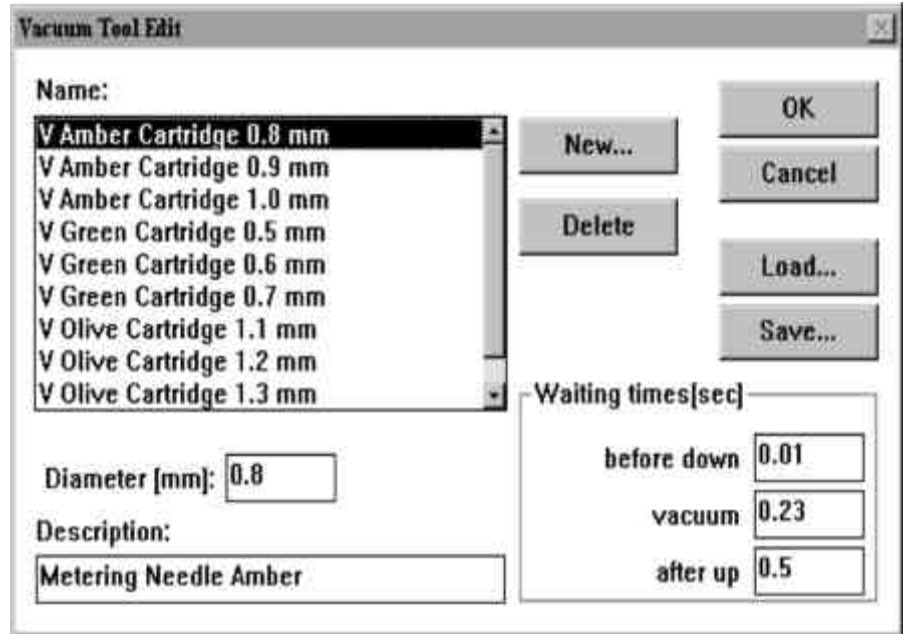 Vacuum Tool Edit
Name:
V Amber Cartridge 0.8 mm
V Amber Cartridge 0.9 mm
V Amber Cartridge 1.0 mm
V Green Cartridge 0.5 mm
V Green Cartridge 0.6 mm
V Green Cartridge 0.7 mm
V Olive Cartridge 1.1 mm
V Olive Cartridge 1.2 mm
V Olive Cartridge 1.3 mm
New...
Delete
OK
Cancel
Load...
Save...
Diameter [mm]: 0.8
Description:
Metering Needle Amber
Waiting times[sec]
before down 0.01
vacuum 0.23
after up 0.5